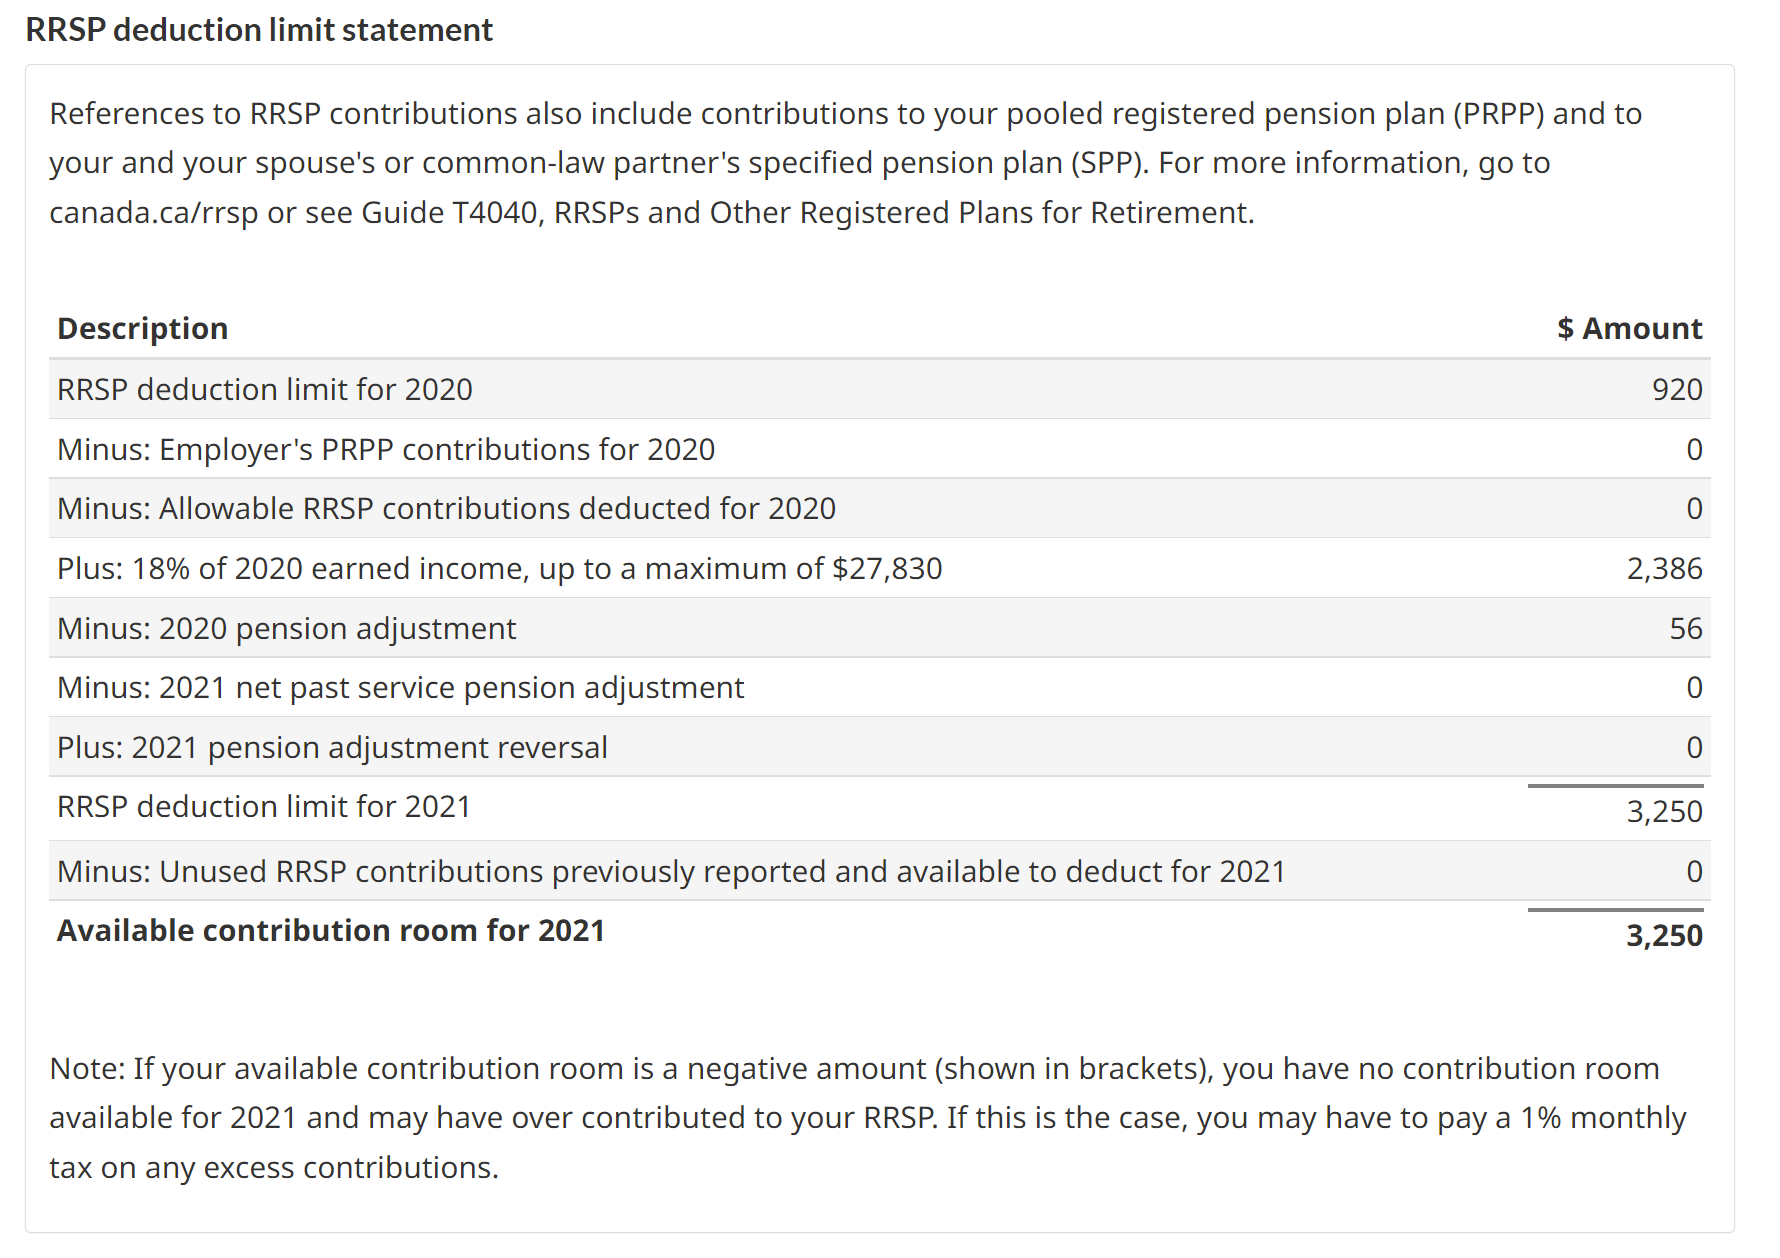 RRSP deduction limit statement
References to RRSP contributions also include contributions to your pooled registered pension plan (PRPP) and to
your and your spouse's or common-law partner's specified pension plan (SPP). For more information, go to
canada.ca/rrsp or see Guide T4040, RRSPs and Other Registered Plans for Retirement.
Description $ Amount
RRSP deduction limit for 2020 920
Minus: Employer's PRPP contributions for 2020 0
Minus: Allowable RRSP contributions deducted for 2020 0
Plus: 18% of 2020 earned income, up to a maximum of $27,830 2,386
Minus: 2020 pension adjustment 56
Minus: 2021 net past service pension adjustment 0
Plus: 2021 pension adjustment reversal 0
RRSP deduction limit for 2021 3,250
Minus: Unused RRSP contributions previously reported and available to deduct for 2021 0
Available contribution room for 2021 3,250
Note: If your available contribution room is a negative amount (shown in brackets), you have no contribution room
available for 2021 and may have over contributed to your RRSP. If this is the case, you may have to pay a 1% monthly
tax on any excess contributions.